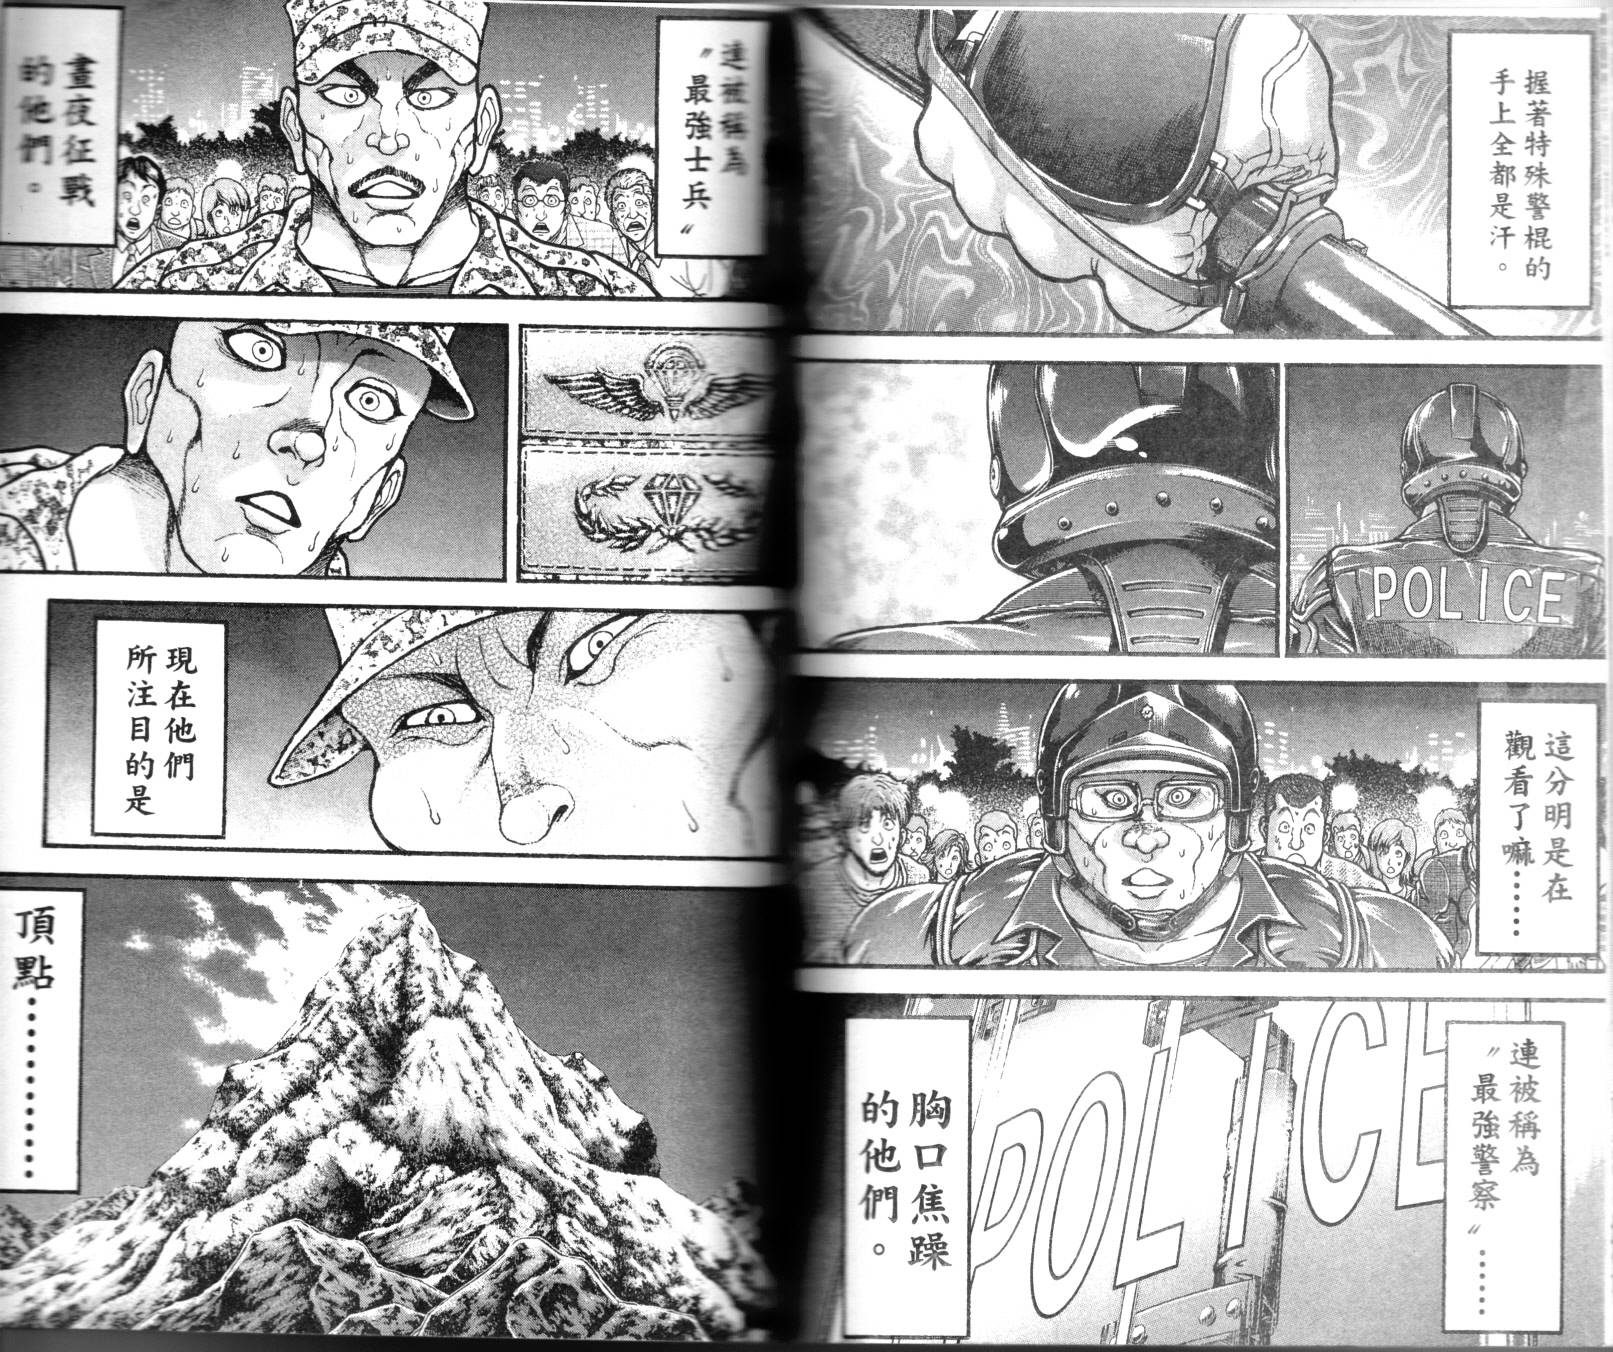 握著特殊警棍的
手上全都是汗。
POLICE
這分明是在
觀看了嘛⋯⋯
連被稱為
〝最強警察〞⋯⋯
POLICE
胸口焦躁
的他們。
連被稱為
〝最強士兵〞
晝夜征戰
的他們。
現在他們
所注目的是
頂點⋯⋯⋯⋯